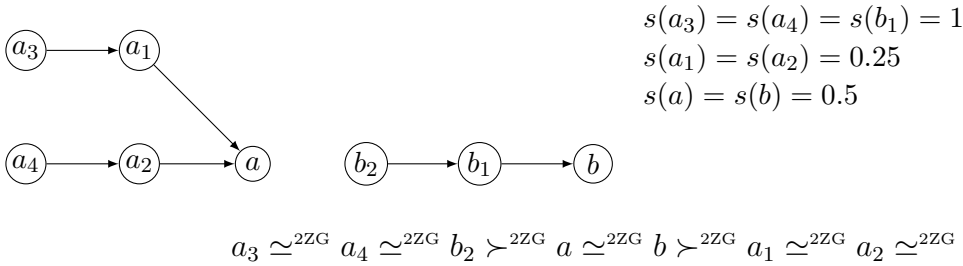 s(a₃) = s(a₄) = s(b₁) = 1
s(a₁) = s(a₂) = 0.25
s(a) = s(b) = 0.5
a₃ a₁
a₄ a₂ a b₂ b₁ b
a₃ ≃²ᶻᴳ a₄ ≃²ᶻᴳ b₂ ≻²ᶻᴳ a ≃²ᶻᴳ b ≻²ᶻᴳ a₁ ≃²ᶻᴳ a₂ ≃²ᶻᴳ